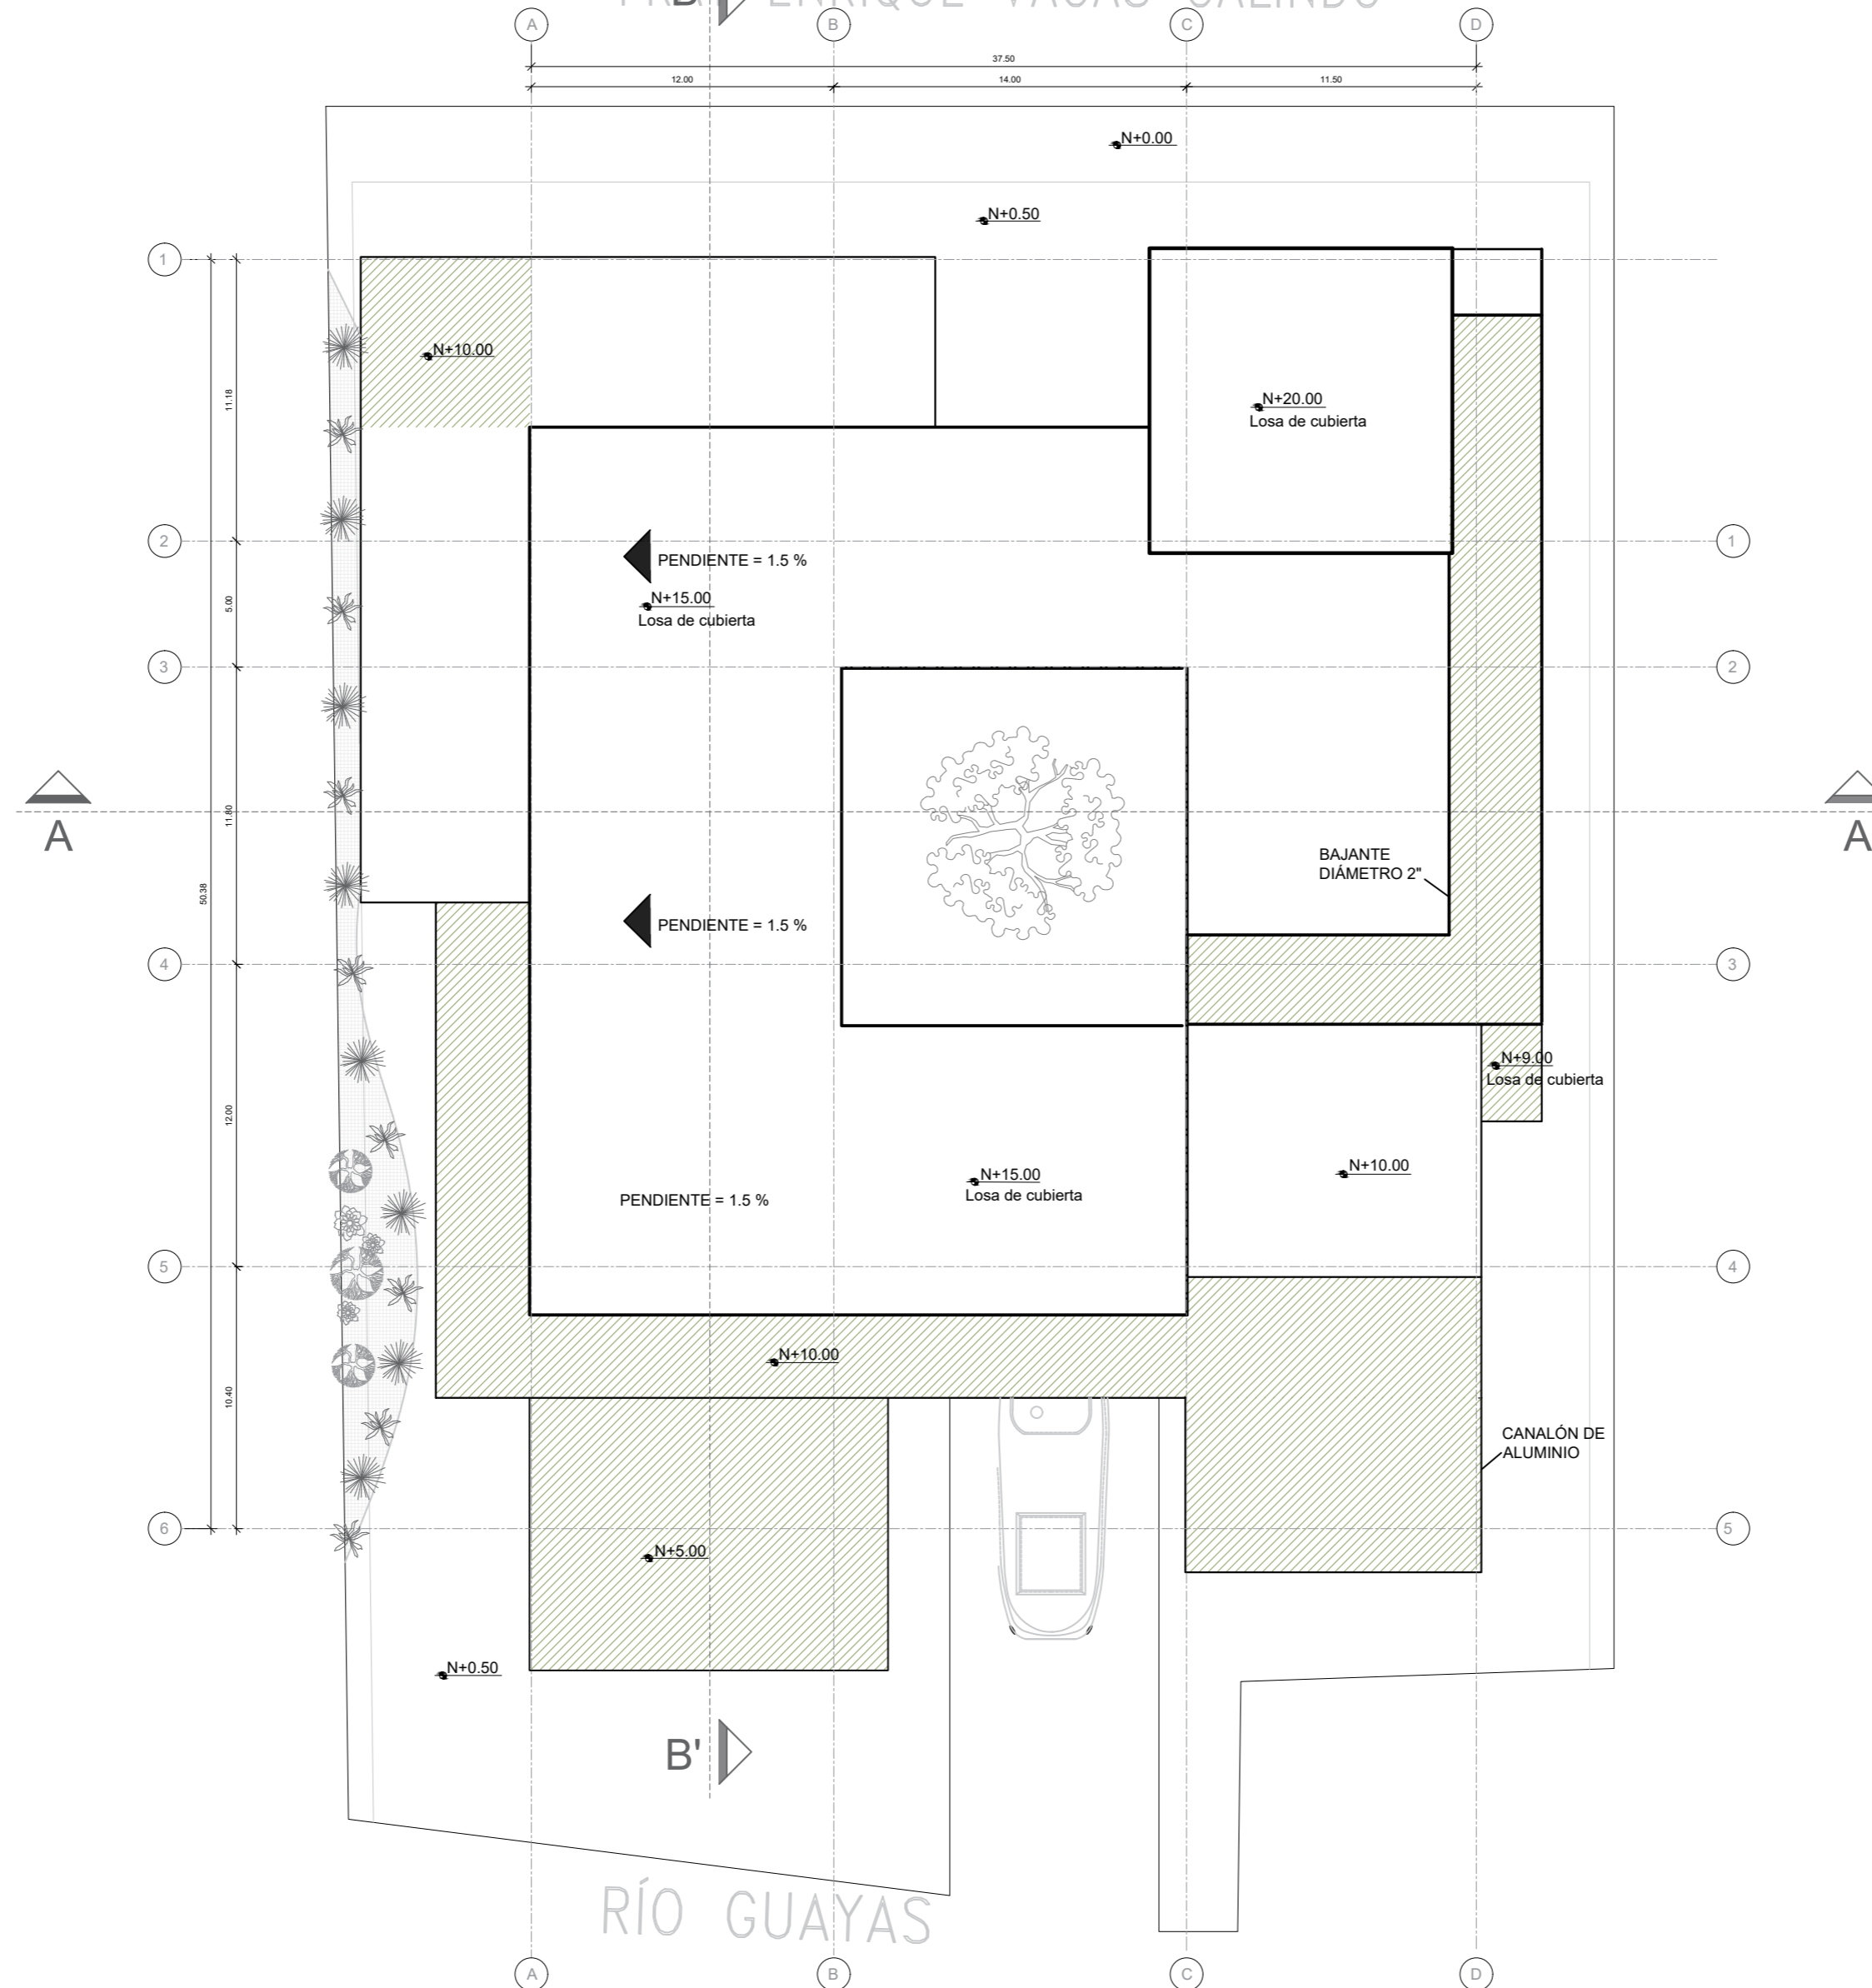 B
ENRIQUE VACAS GALINDO
A
B
C
D
37.50
12.00
14.00
11.50
N+0.00
N+0.50
1
N+10.00
11.18
N+20.00
Losa de cubierta
2
PENDIENTE = 1.5 %
1
5.00
N+15.00
Losa de cubierta
3
2
A
A
11.80
BAJANTE
DIÁMETRO 2"
50.38
PENDIENTE = 1.5 %
4
3
N+9.00
Losa de cubierta
12.00
N+15.00
Losa de cubierta
N+10.00
PENDIENTE = 1.5 %
5
4
N+10.00
10.40
CANALÓN DE
ALUMINIO
6
5
N+5.00
N+0.50
B'
RÍO GUAYAS
A
B
C
D